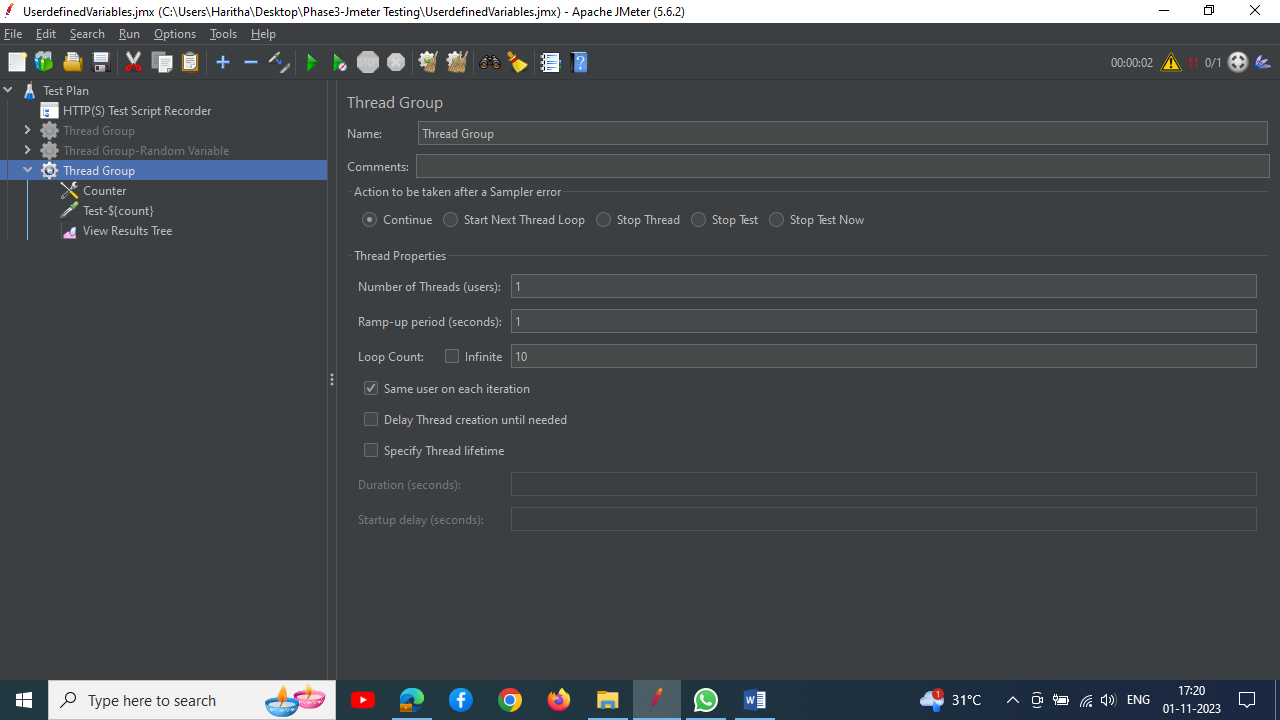 UserdefinedVariables.jmx (C:\Users\Haritha\Desktop\Phase3-Jmeter Testing\UserdefinedVariables.jmx) - Apache JMeter (5.6.2)
File Edit Search Run Options Tools Help
STOP 00:00:02 11 0/1
Test Plan
HTTP(S) Test Script Recorder
Thread Group
Thread Group-Random Variable
Thread Group
Counter
Test-${count}
View Results Tree
Thread Group
Name: Thread Group
Comments:
Action to be taken after a Sampler error
Continue Start Next Thread Loop Stop Thread Stop Test Stop Test Now
Thread Properties
Number of Threads (users): 1
Ramp-up period (seconds): 1
Loop Count: Infinite 10
Same user on each iteration
Delay Thread creation until needed
Specify Thread lifetime
Duration (seconds):
Startup delay (seconds):
Type here to search
1 31°C ENG
17:20
01-11-2023